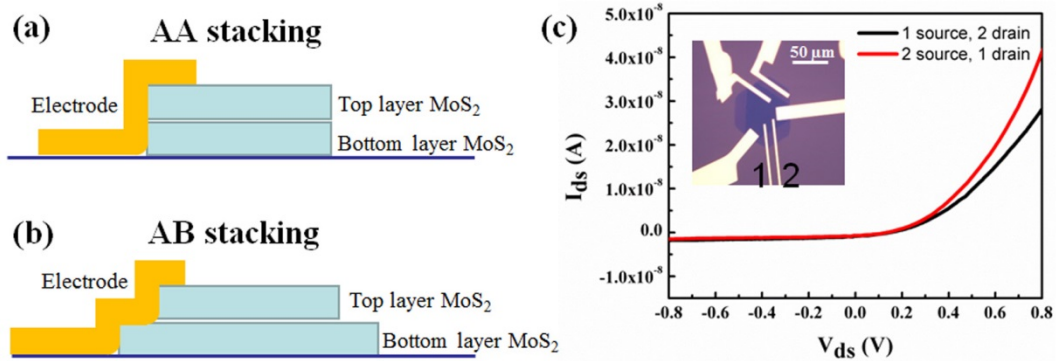 (a)
AA stacking
Electrode
Top layer MoS₂
Bottom layer MoS₂
(b)
AB stacking
Electrode
Top layer MoS₂
Bottom layer MoS₂
(c)
5.0x10⁻⁸
4.0x10⁻⁸
3.0x10⁻⁸
2.0x10⁻⁸
1.0x10⁻⁸
0.0
-1.0x10⁻⁸
I_ds (A)
1 source, 2 drain
2 source, 1 drain
50 μm
1 2
-0.8 -0.6 -0.4 -0.2 0.0 0.2 0.4 0.6 0.8
V_ds (V)